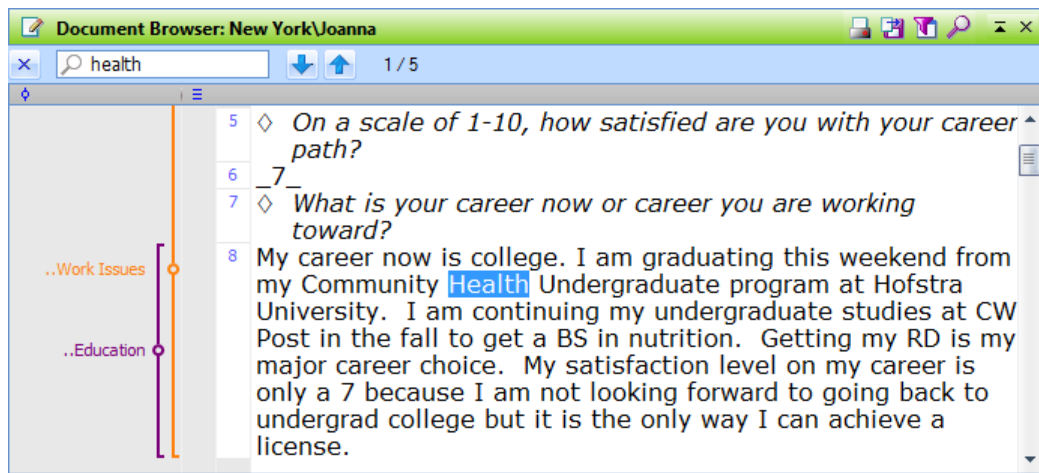 Document Browser: New York\Joanna
health
1 / 5
5 ◊ On a scale of 1-10, how satisfied are you with your career
path?
6 _7_
7 ◊ What is your career now or career you are working
toward?
8 My career now is college. I am graduating this weekend from
..Work Issues
my Community Health Undergraduate program at Hofstra
University.  I am continuing my undergraduate studies at CW
Post in the fall to get a BS in nutrition.  Getting my RD is my
..Education
major career choice.  My satisfaction level on my career is
only a 7 because I am not looking forward to going back to
undergrad college but it is the only way I can achieve a
license.